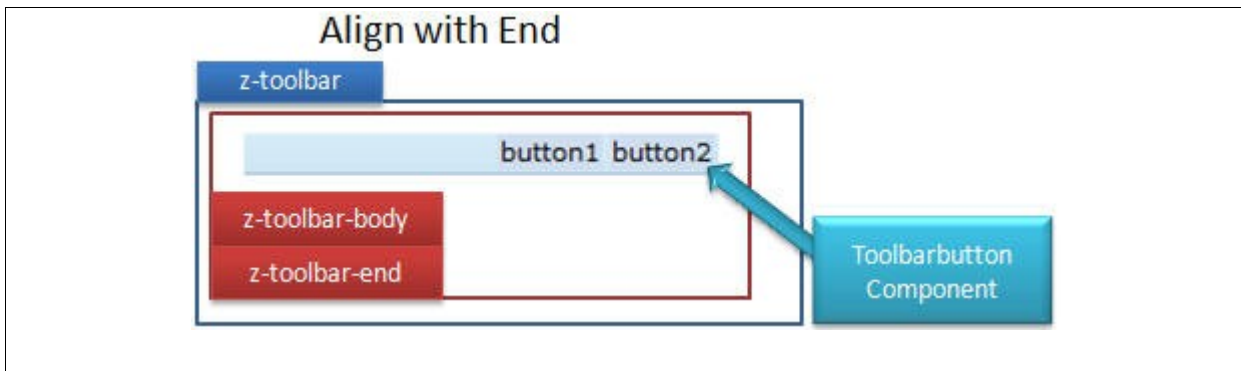 Align with End
z-toolbar
button1 button2
z-toolbar-body
z-toolbar-end
Toolbarbutton
Component